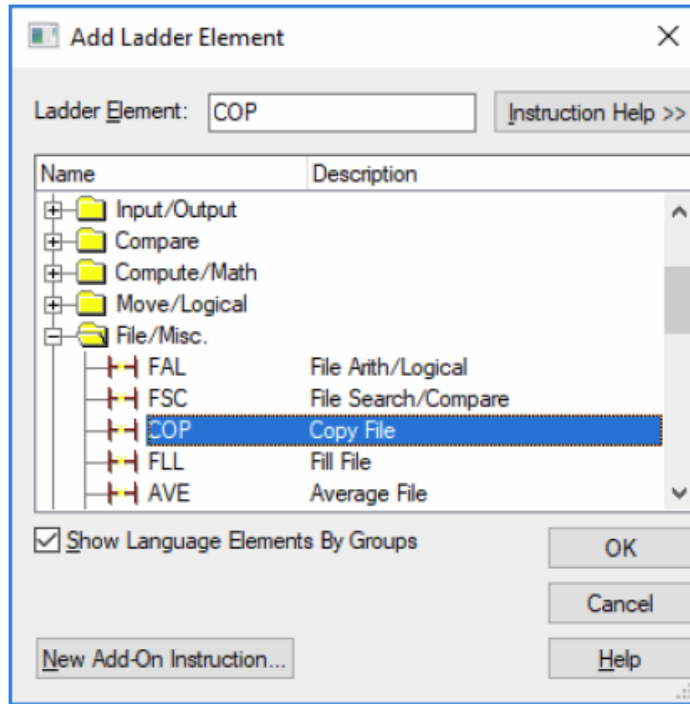 Add Ladder Element
Ladder Element: COP Instruction Help >>
Name Description
Input/Output
Compare
Compute/Math
Move/Logical
File/Misc.
FAL File Arith/Logical
FSC File Search/Compare
COP Copy File
FLL Fill File
AVE Average File
Show Language Elements By Groups OK
Cancel
New Add-On Instruction... Help